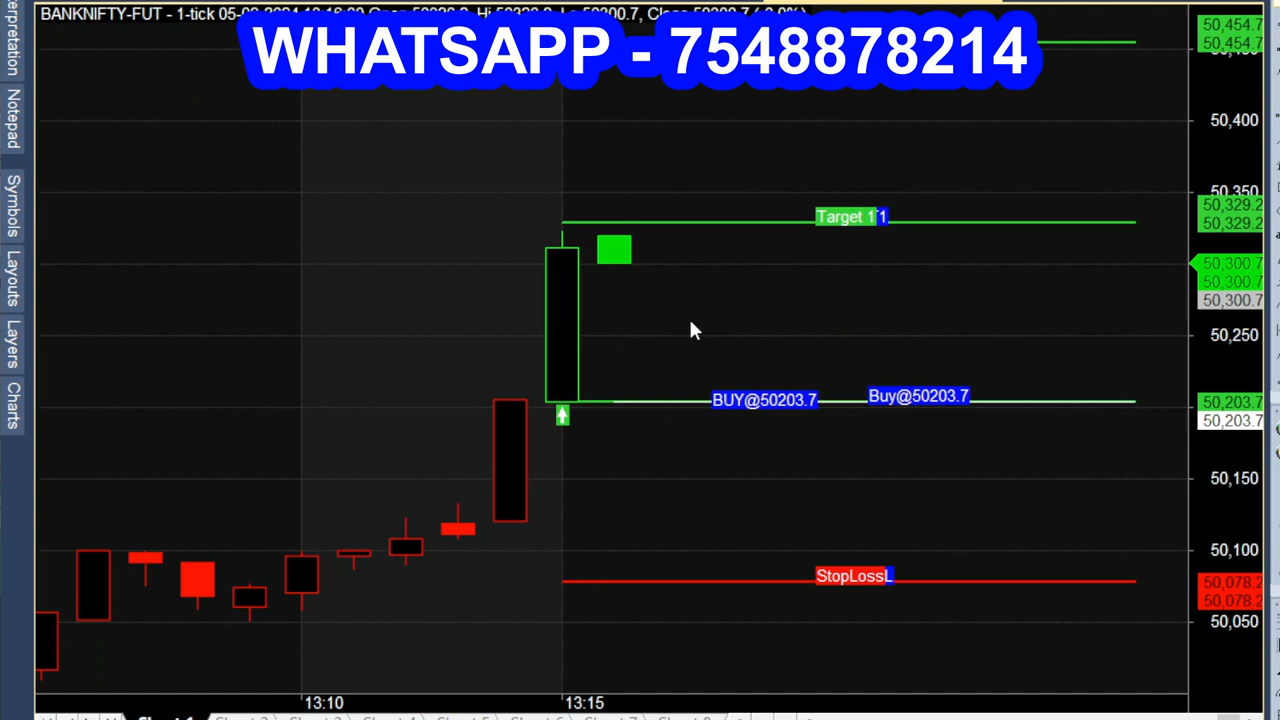 BANKNIFTY-FUT - 1-tick
WHATSAPP - 7548878214
50,454.7
50,454.7
50,400
50,350
50,329.2
50,329.2
Target 1
50,300.7
50,300.7
50,300.7
50,250
BUY@50203.7
Buy@50203.7
50,203.7
50,203.7
50,150
50,100
StopLoss
50,078.2
50,078.2
50,050
13:10
13:15
Notepad
Symbols
Layouts
Layers
Charts